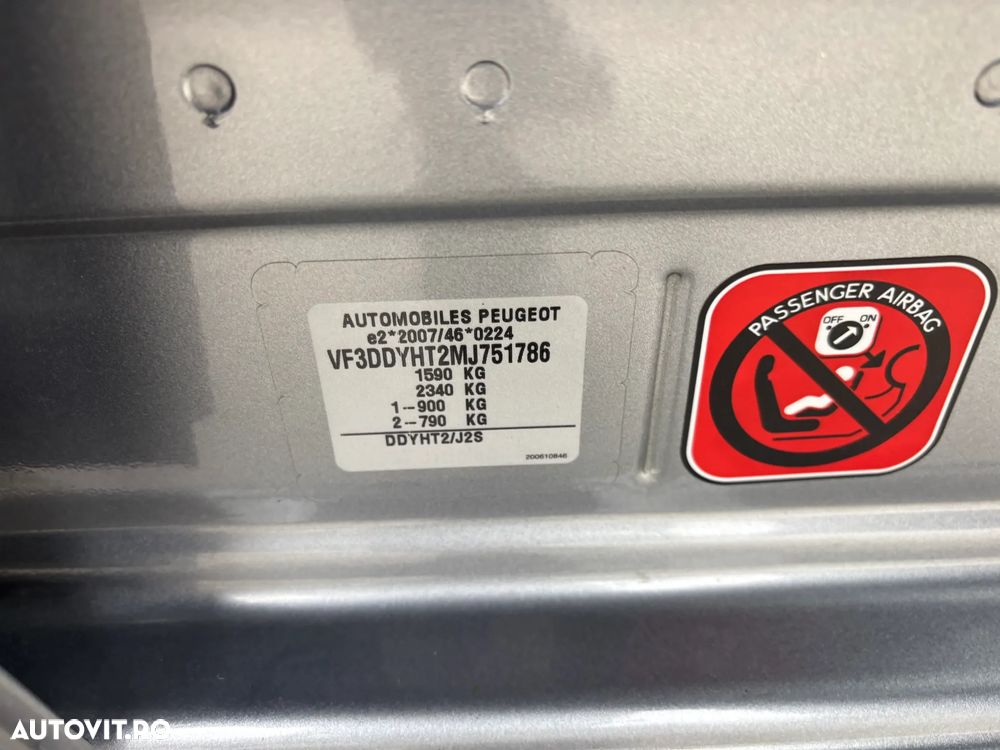 AUTOMOBILES PEUGEOT
e2*2007/46*0224
VF3DDYHT2MJ751786
1590 KG
2340 KG
1--900 KG
2--790 KG
DDYHT2/J2S
200610846
PASSENGER AIRBAG
OFF ON
AUTOVIT.RO